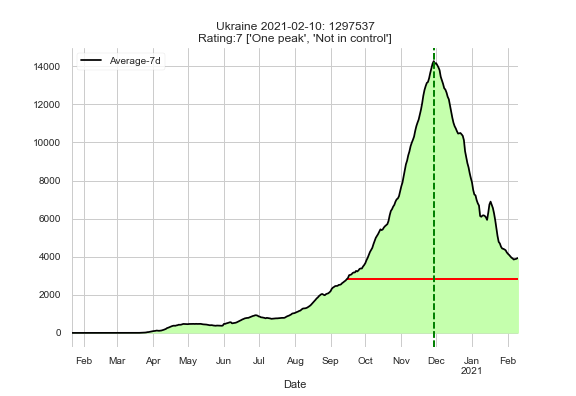 Ukraine 2021-02-10: 1297537
Rating:7 ['One peak', 'Not in control']
Average-7d
14000
12000
10000
8000
6000
4000
2000
0
Feb Mar Apr May Jun Jul Aug Sep Oct Nov Dec Jan Feb
2021
Date